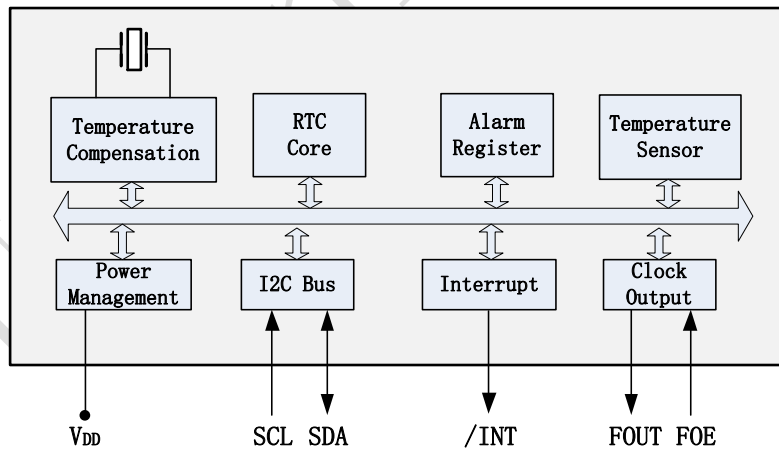 Temperature
Compensation
RTC
Core
Alarm
Register
Temperature
Sensor
Power
Management
I2C Bus
Interrupt
Clock
Output
VDD
SCL SDA
/INT
FOUT FOE